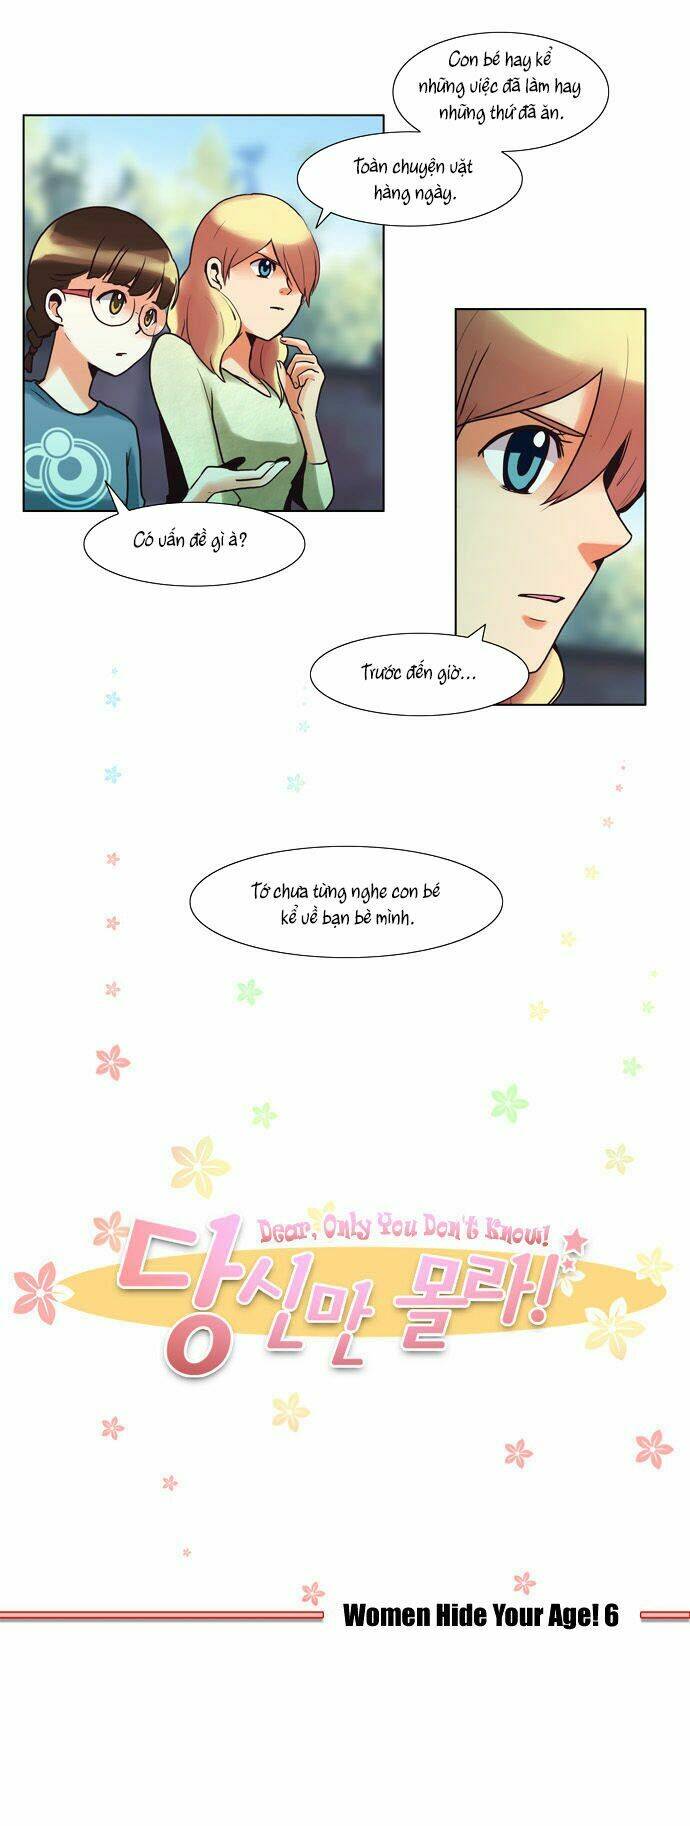 Con bé hay kể
những việc đã làm hay
những thứ đã ăn.
Toàn chuyện vặt
hàng ngày.
Có vấn đề gì à?
Trước đến giờ...
Tớ chưa từng nghe con bé
kể về bạn bè mình.
Dear, Only You Don't Know!
당신만 몰라!
Women Hide Your Age! 6